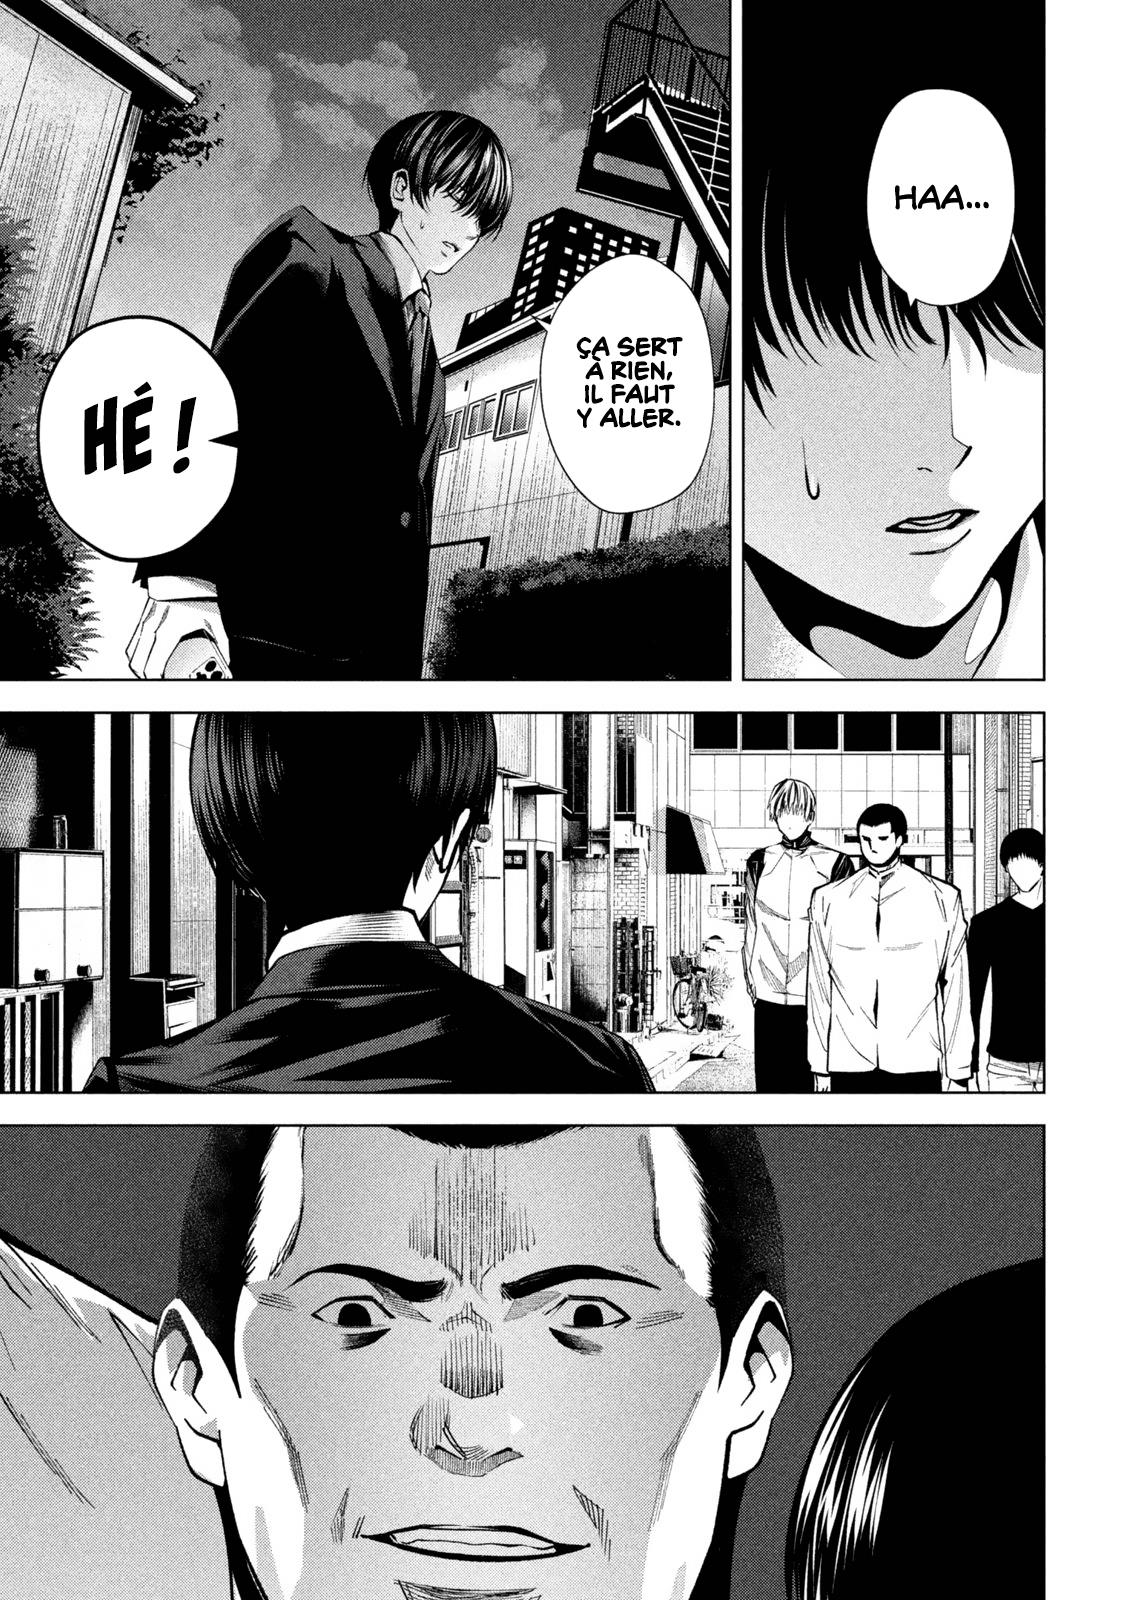 HAA...
ÇA SERT
À RIEN,
IL FAUT
Y ALLER.
HÉ !